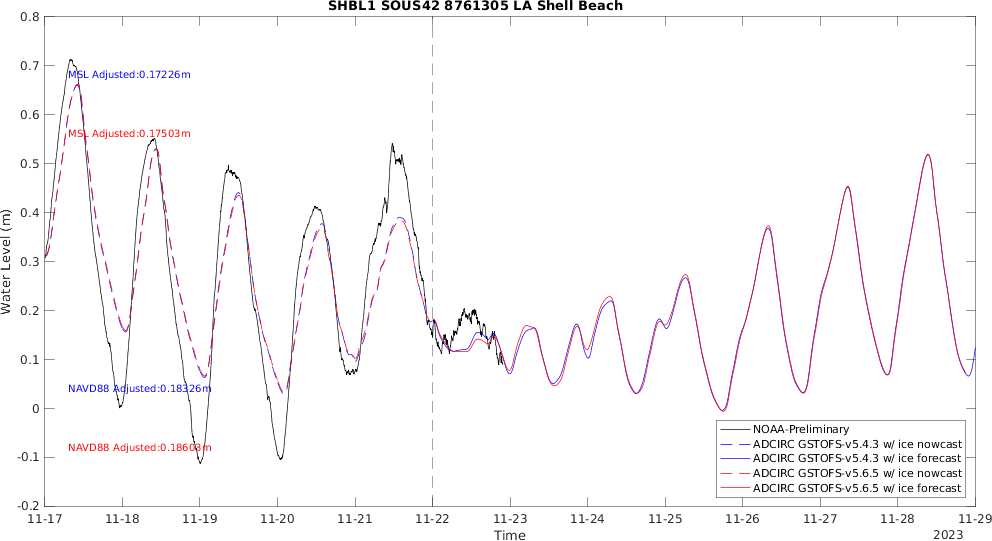 SHBL1 SOUS42 8761305 LA Shell Beach
Water Level (m)
0.8
0.7
0.6
0.5
0.4
0.3
0.2
0.1
0
-0.1
-0.2
MSL Adjusted:0.17226m
MSL Adjusted:0.17503m
NAVD88 Adjusted:0.18326m
NAVD88 Adjusted:0.18603m
NOAA-Preliminary
ADCIRC GSTOFS-v5.4.3 w/ ice nowcast
ADCIRC GSTOFS-v5.4.3 w/ ice forecast
ADCIRC GSTOFS-v5.6.5 w/ ice nowcast
ADCIRC GSTOFS-v5.6.5 w/ ice forecast
11-17 11-18 11-19 11-20 11-21 11-22 11-23 11-24 11-25 11-26 11-27 11-28 11-29
Time
2023